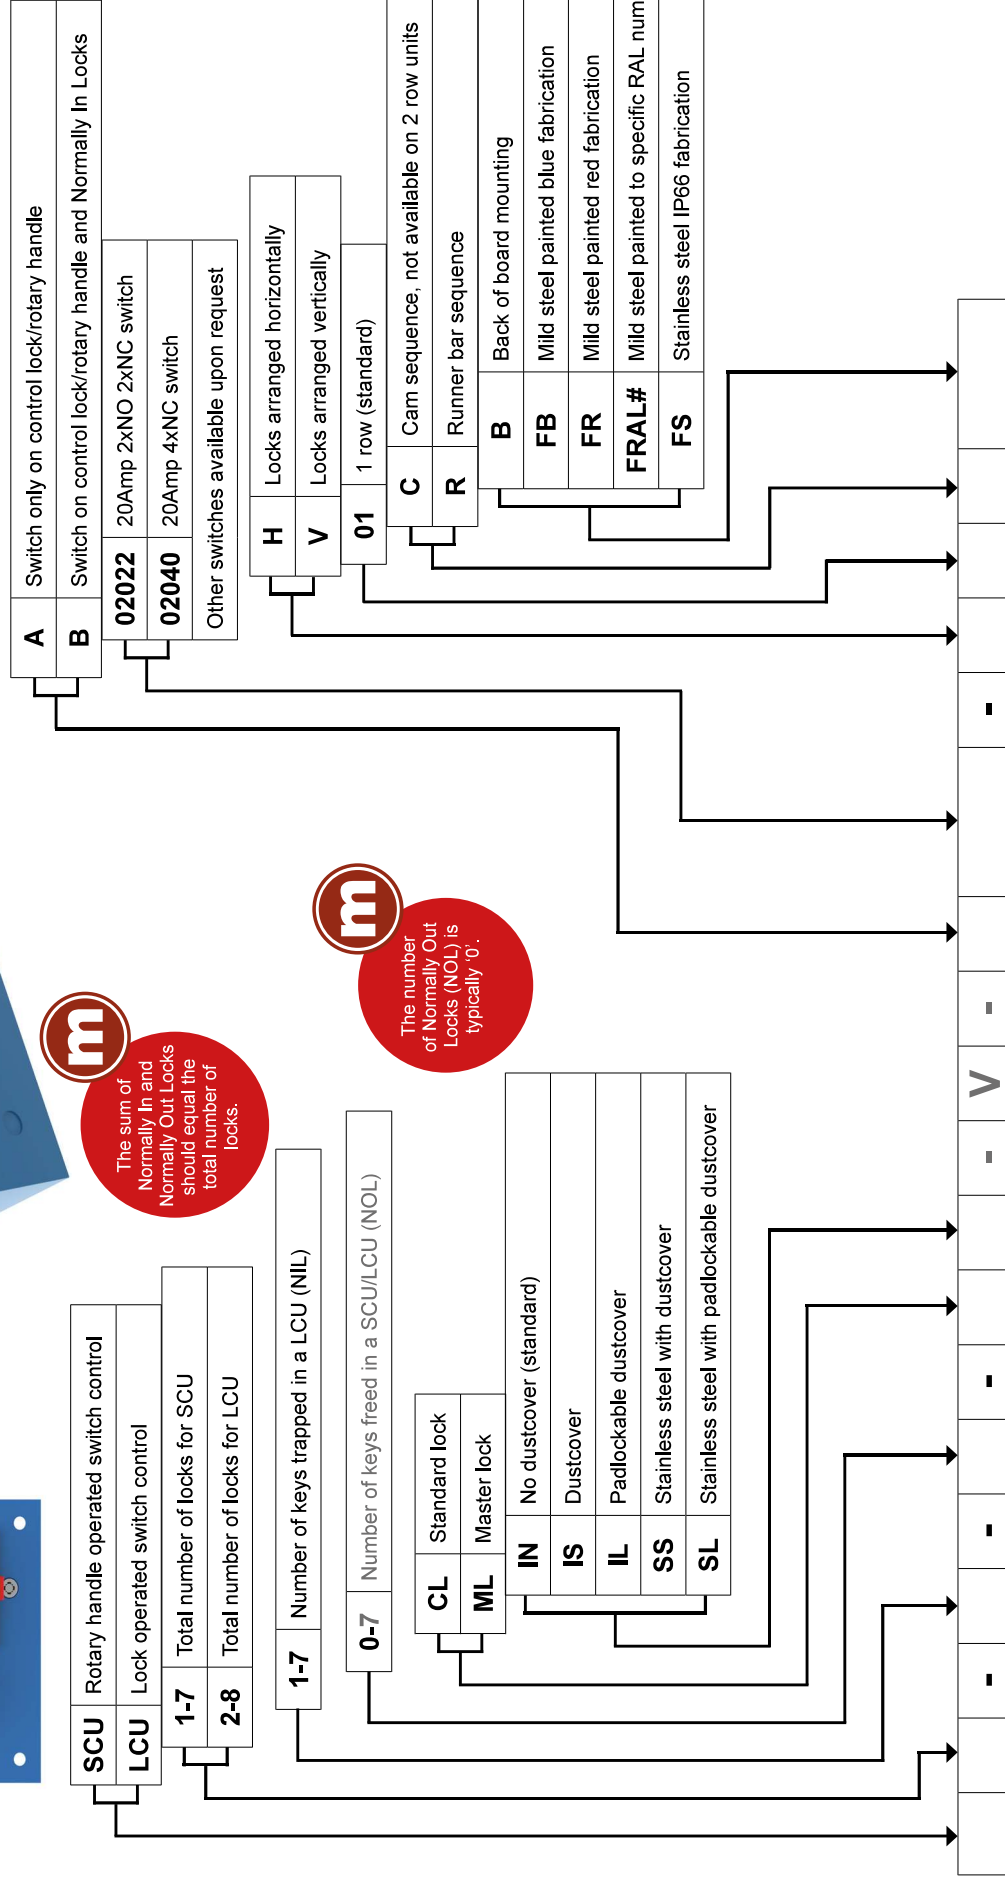 A Switch only on control lock/rotary handle
B Switch on control lock/rotary handle and Normally In Locks
02022 20Amp 2xNO 2xNC switch
02040 20Amp 4xNC switch
Other switches available upon request
H Locks arranged horizontally
V Locks arranged vertically
01 1 row (standard)
C Cam sequence, not available on 2 row units
R Runner bar sequence
B Back of board mounting
FB Mild steel painted blue fabrication
FR Mild steel painted red fabrication
FRAL# Mild steel painted to specific RAL num
FS Stainless steel IP66 fabrication
m
The sum of
Normally In and
Normally Out Locks
should equal the
total number of
locks.
m
The number
of Normally Out
Locks (NOL) is
typically ‘0’.
SCU Rotary handle operated switch control
LCU Lock operated switch control
1-7 Total number of locks for SCU
2-8 Total number of locks for LCU
1-7 Number of keys trapped in a LCU (NIL)
0-7 Number of keys freed in a SCU/LCU (NOL)
CL Standard lock
ML Master lock
IN No dustcover (standard)
IS Dustcover
IL Padlockable dustcover
SS Stainless steel with dustcover
SL Stainless steel with padlockable dustcover
- - - - V - -